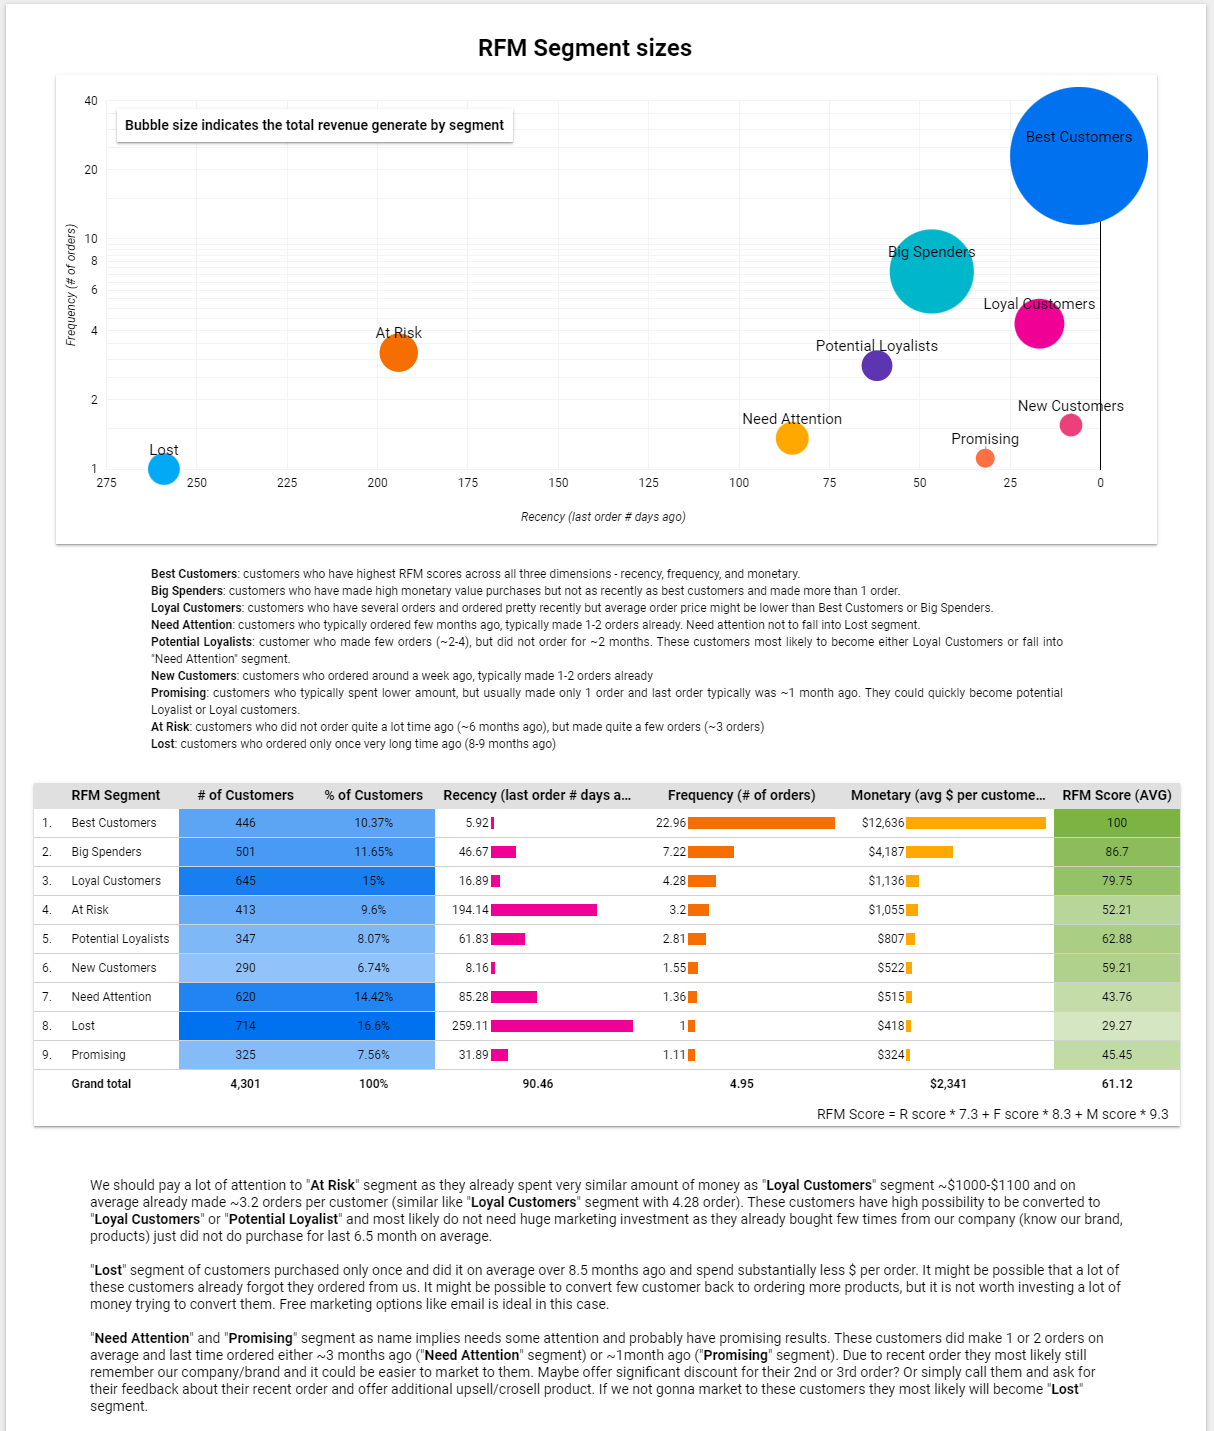 RFM Segment sizes
Bubble size indicates the total revenue generate by segment
40
20
10
8
6
4
2
1
Frequency (# of orders)
Best Customers
Big Spenders
Loyal Customers
At Risk
Potential Loyalists
New Customers
Need Attention
Promising
Lost
275 250 225 200 175 150 125 100 75 50 25 0
Recency (last order # days ago)
Best Customers: customers who have highest RFM scores across all three dimensions - recency, frequency, and monetary.
Big Spenders: customers who have made high monetary value purchases but not as recently as best customers and made more than 1 order.
Loyal Customers: customers who have several orders and ordered pretty recently but average order price might be lower than Best Customers or Big Spenders.
Need Attention: customers who typically ordered few months ago, typically made 1-2 orders already. Need attention not to fall into Lost segment.
Potential Loyalists: customer who made few orders (~2-4), but did not order for ~2 months. These customers most likely to become either Loyal Customers or fall into
"Need Attention" segment.
New Customers: customers who ordered around a week ago, typically made 1-2 orders already
Promising: customers who typically spent lower amount, but usually made only 1 order and last order typically was ~1 month ago. They could quickly become potential
Loyalist or Loyal customers.
At Risk: customers who did not order quite a lot time ago (~6 months ago), but made quite a few orders (~3 orders)
Lost: customers who ordered only once very long time ago (8-9 months ago)
RFM Segment # of Customers % of Customers Recency (last order # days a... Frequency (# of orders) Monetary (avg $ per custome... RFM Score (AVG)
1. Best Customers 446 10.37% 5.92 22.96 $12,636 100
2. Big Spenders 501 11.65% 46.67 7.22 $4,187 86.7
3. Loyal Customers 645 15% 16.89 4.28 $1,136 79.75
4. At Risk 413 9.6% 194.14 3.2 $1,055 52.21
5. Potential Loyalists 347 8.07% 61.83 2.81 $807 62.88
6. New Customers 290 6.74% 8.16 1.55 $522 59.21
7. Need Attention 620 14.42% 85.28 1.36 $515 43.76
8. Lost 714 16.6% 259.11 1 $418 29.27
9. Promising 325 7.56% 31.89 1.11 $324 45.45
Grand total 4,301 100% 90.46 4.95 $2,341 61.12
RFM Score = R score * 7.3 + F score * 8.3 + M score * 9.3
We should pay a lot of attention to "At Risk" segment as they already spent very similar amount of money as "Loyal Customers" segment ~$1000-$1100 and on
average already made ~3.2 orders per customer (similar like "Loyal Customers" segment with 4.28 order). These customers have high possibility to be converted to
"Loyal Customers" or "Potential Loyalist" and most likely do not need huge marketing investment as they already bought few times from our company (know our brand,
products) just did not do purchase for last 6.5 month on average.
"Lost" segment of customers purchased only once and did it on average over 8.5 months ago and spend substantially less $ per order. It might be possible that a lot of
these customers already forgot they ordered from us. It might be possible to convert few customer back to ordering more products, but it is not worth investing a lot of
money trying to convert them. Free marketing options like email is ideal in this case.
"Need Attention" and "Promising" segment as name implies needs some attention and probably have promising results. These customers did make 1 or 2 orders on
average and last time ordered either ~3 months ago ("Need Attention" segment) or ~1month ago ("Promising" segment). Due to recent order they most likely still
remember our company/brand and it could be easier to market to them. Maybe offer significant discount for their 2nd or 3rd order? Or simply call them and ask for
their feedback about their recent order and offer additional upsell/crosell product. If we not gonna market to these customers they most likely will become "Lost"
segment.